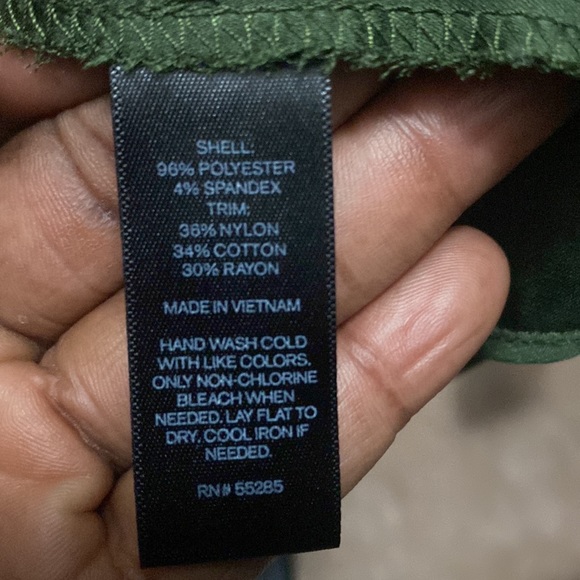 SHELL:
96% POLYESTER
4% SPANDEX
TRIM:
36% NYLON
34% COTTON
30% RAYON
MADE IN VIETNAM
HAND WASH COLD
WITH LIKE COLORS.
ONLY NON-CHLORINE
BLEACH WHEN
NEEDED. LAY FLAT TO
DRY. COOL IRON IF
NEEDED.
RN# 55285